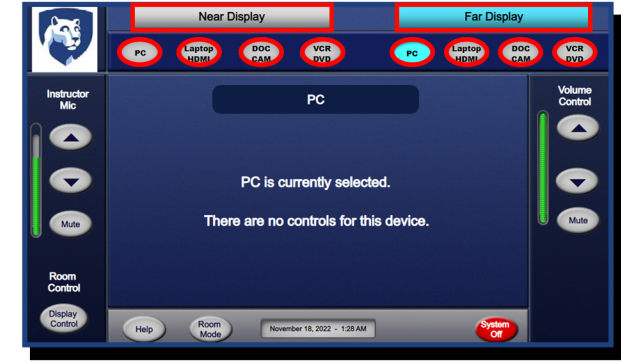 Near Display
Far Display
PC
Laptop
HDMI
DOC
CAM
VCR
DVD
PC
Laptop
HDMI
DOC
CAM
VCR
DVD
Instructor
Mic
Mute
Room
Control
Display
Control
PC
PC is currently selected.
There are no controls for this device.
Volume
Control
Mute
Help
Room
Mode
November 18, 2022 - 1:28 AM
System
Off